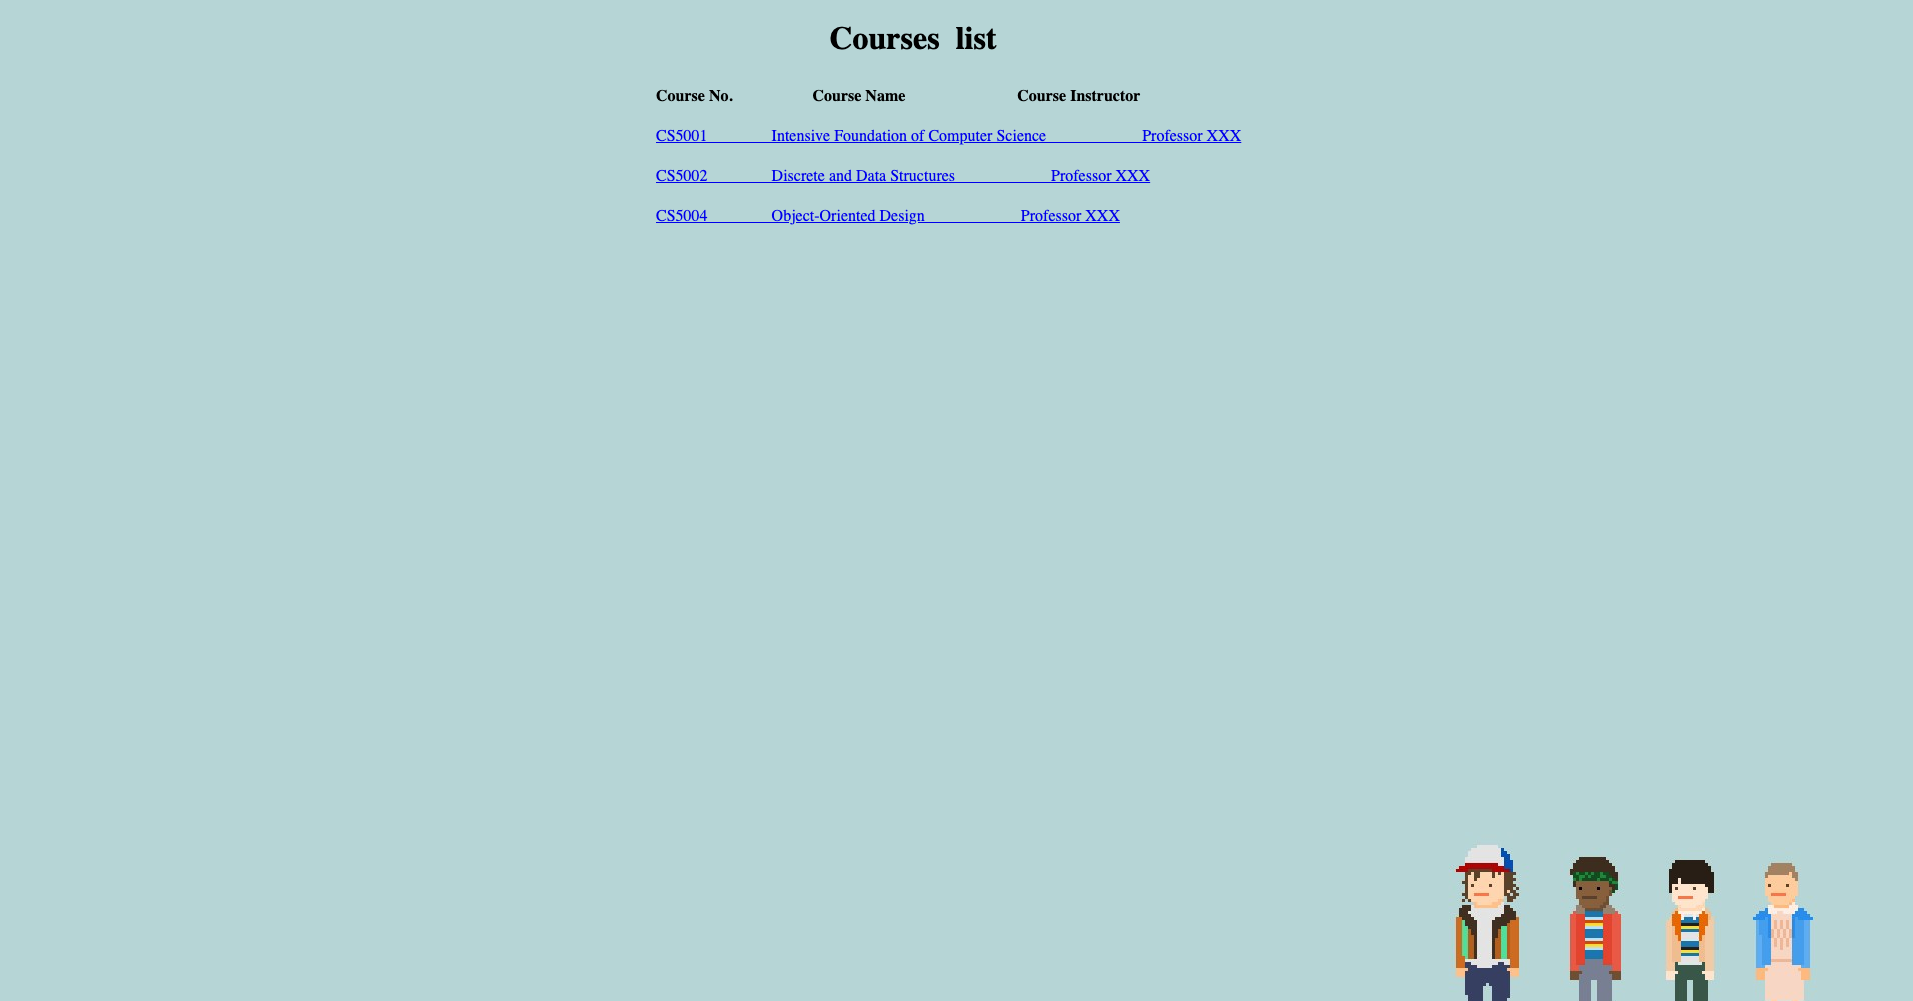 Courses list
Course No. Course Name Course Instructor
CS5001 Intensive Foundation of Computer Science Professor XXX
CS5002 Discrete and Data Structures Professor XXX
CS5004 Object-Oriented Design Professor XXX